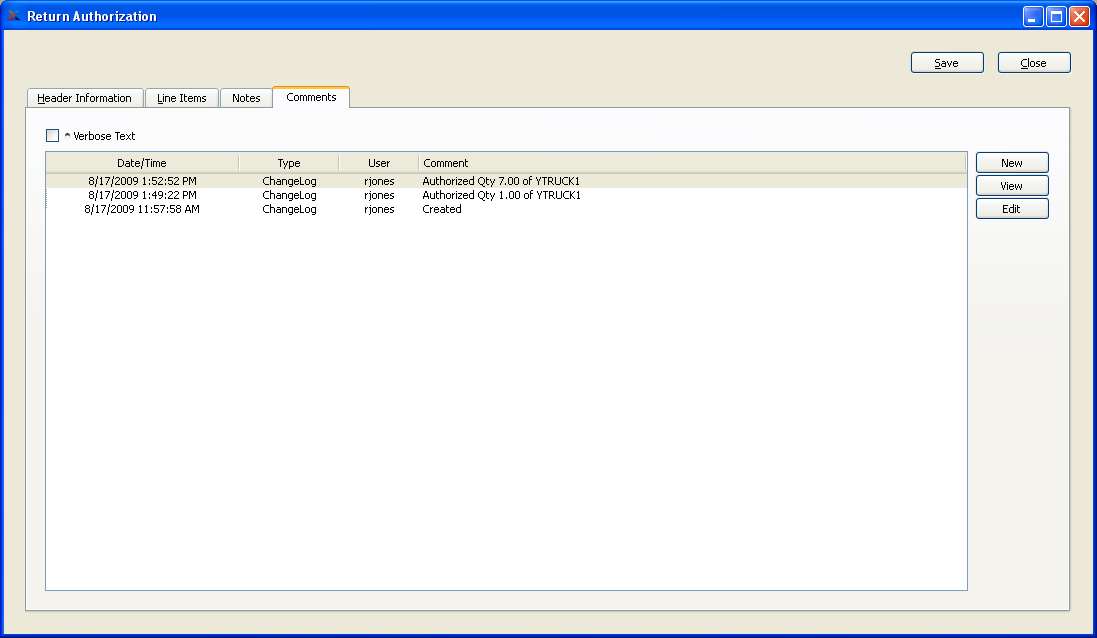 Return Authorization
Save Close
Header Information Line Items Notes Comments
^ Verbose Text
Date/Time Type User Comment
8/17/2009 1:52:52 PM ChangeLog rjones Authorized Qty 7.00 of YTRUCK1
8/17/2009 1:49:22 PM ChangeLog rjones Authorized Qty 1.00 of YTRUCK1
8/17/2009 11:57:58 AM ChangeLog rjones Created
New
View
Edit